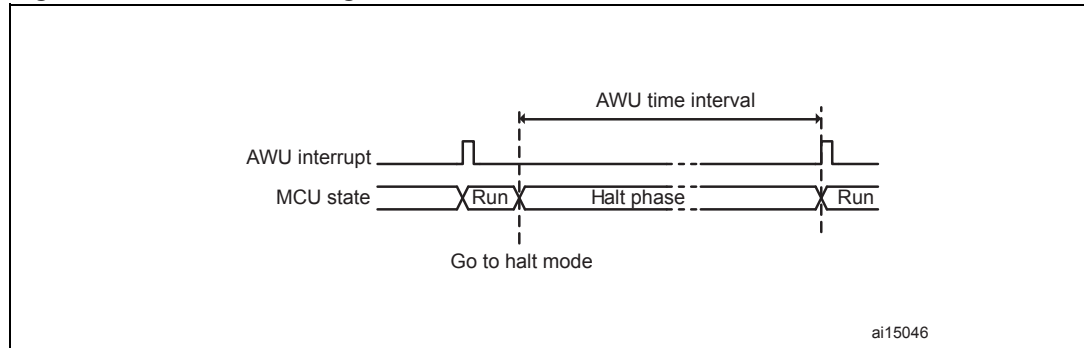 AWU time interval
AWU interrupt
MCU state Run Halt phase Run
Go to halt mode
ai15046